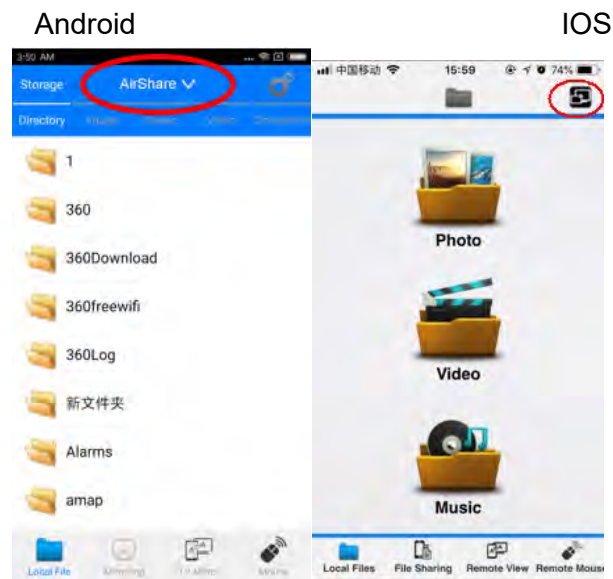 Android
IOS
3:50 AM
Storage
AirShare
Directory
1
360
360Download
360freewifi
360Log
新文件夹
Alarms
amap
Local File
中国移动
15:59
74%
Photo
Video
Music
Local Files
File Sharing
Remote View
Remote Mouse